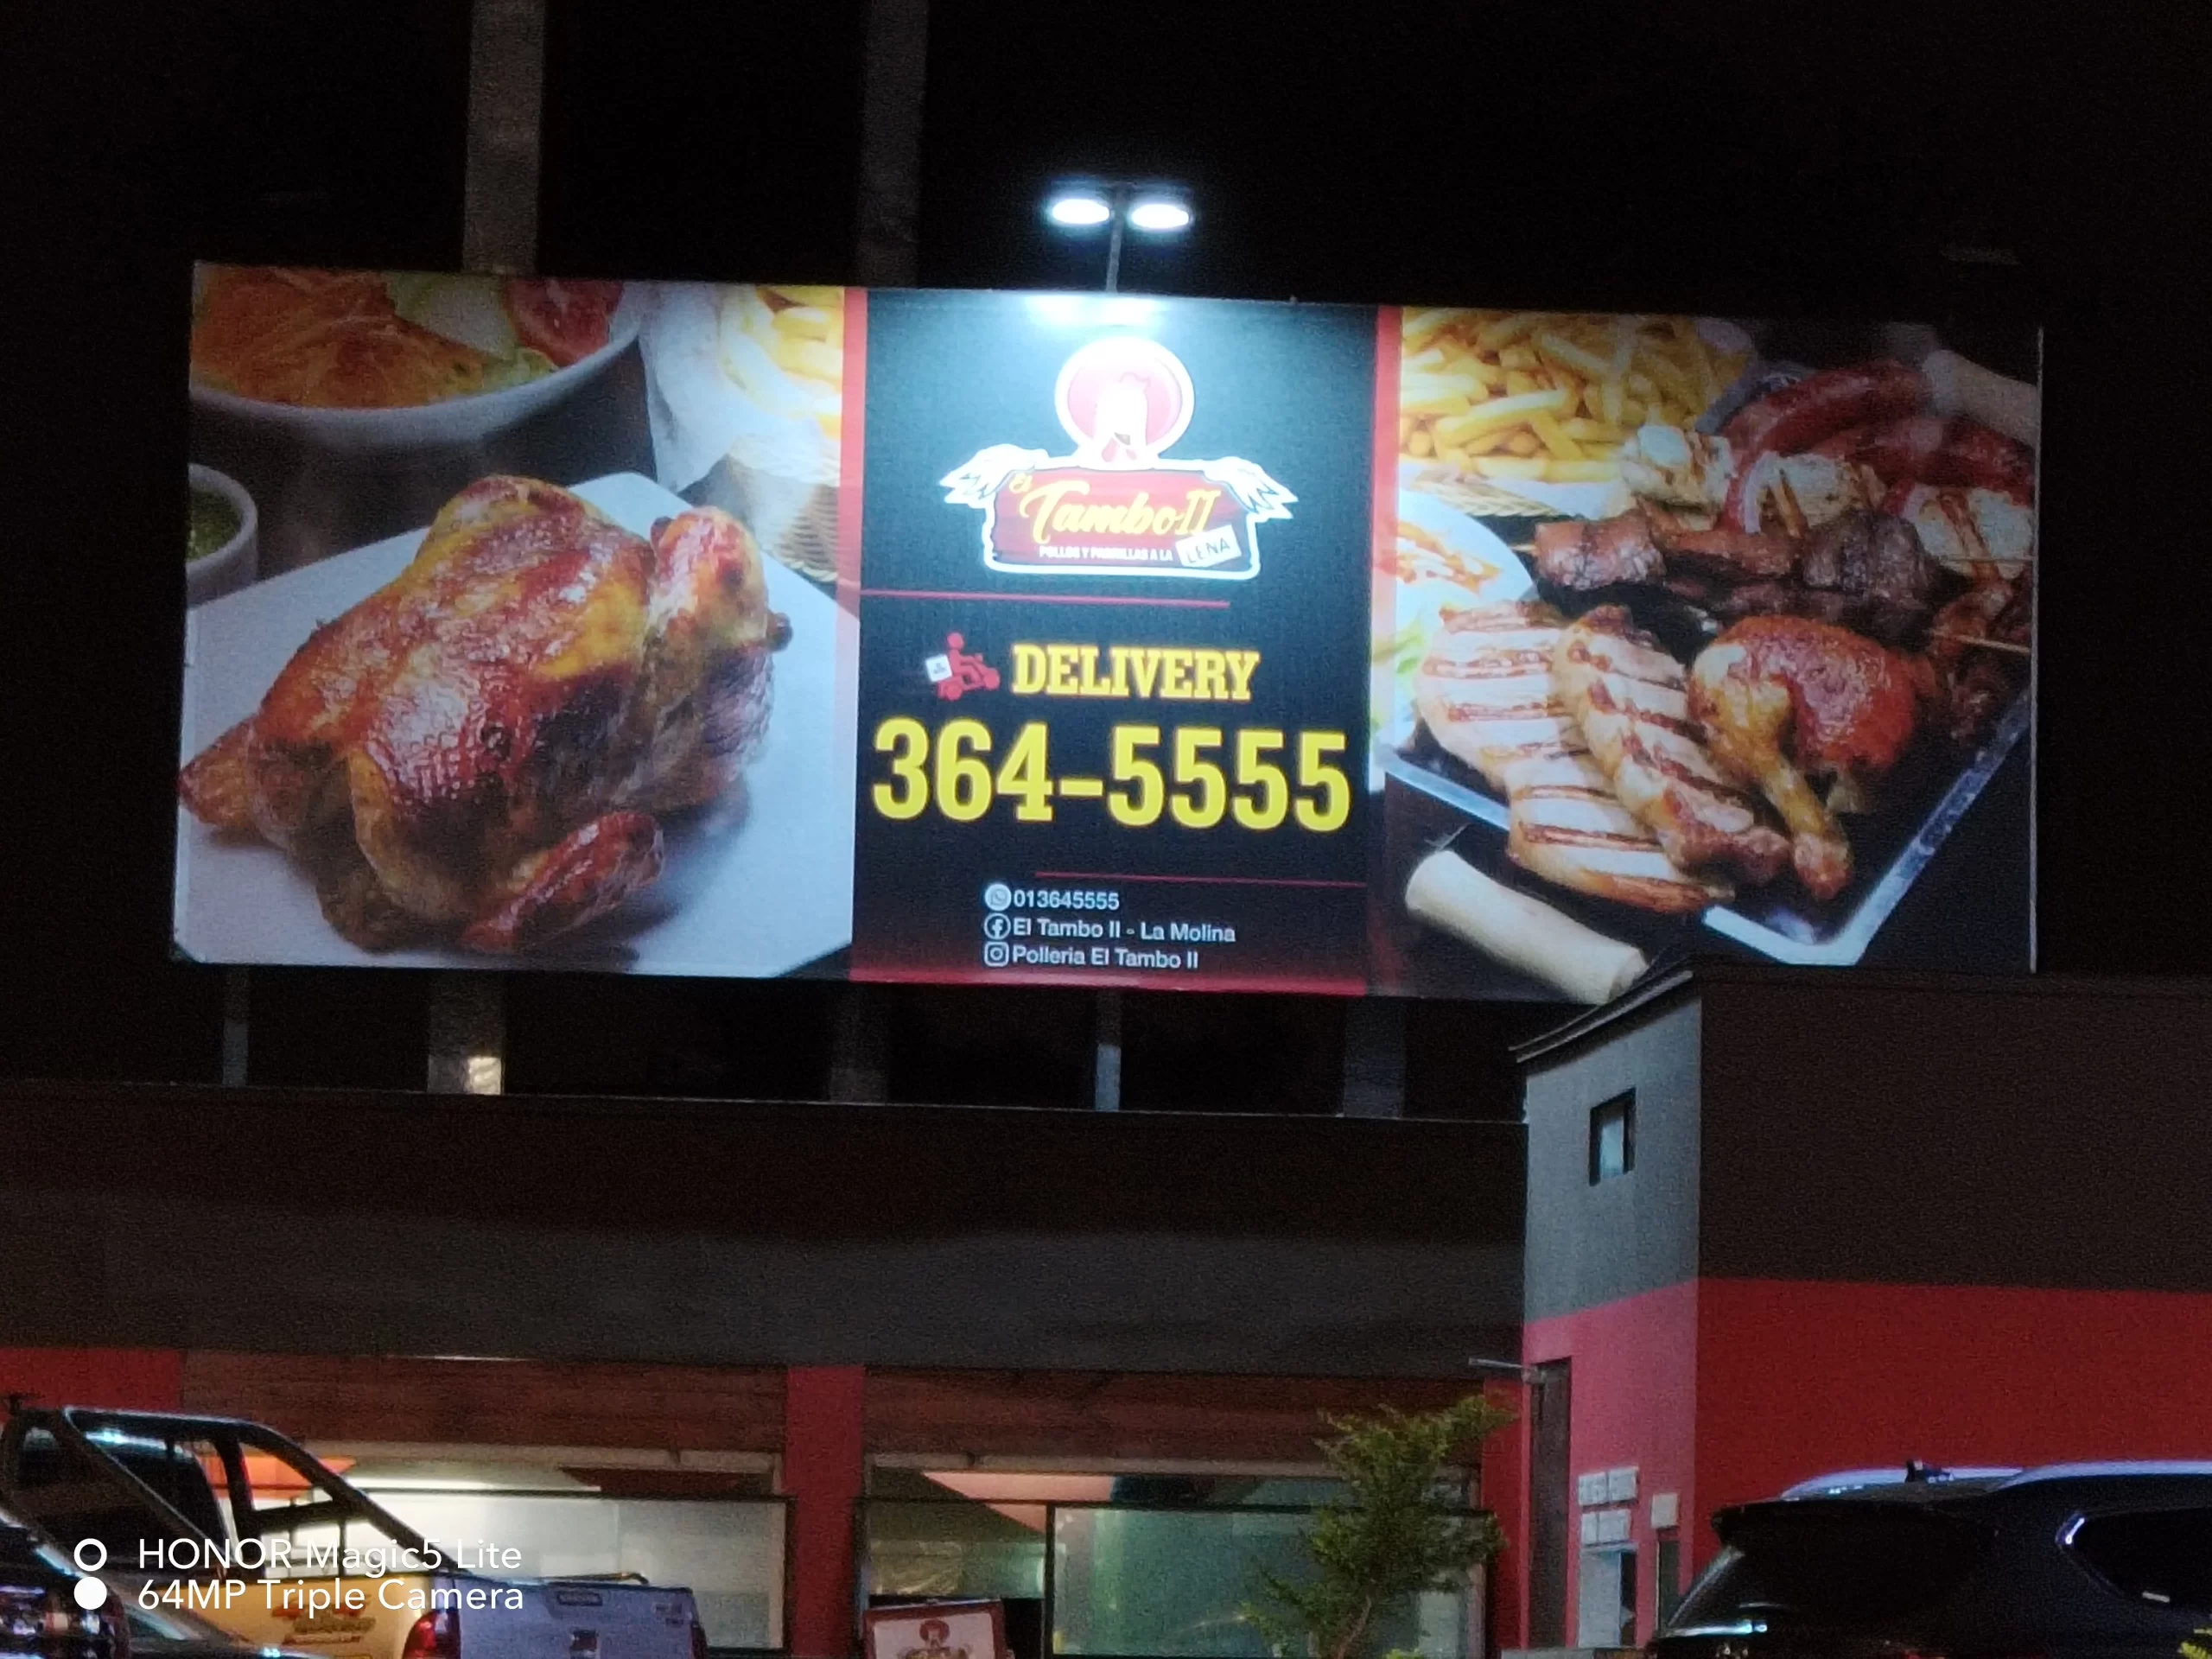 El Tambo II
POLLOS Y PARRILLAS A LA LEÑA
DELIVERY
364-5555
013645555
El Tambo II - La Molina
Polleria El Tambo II
HONOR Magic5 Lite
64MP Triple Camera